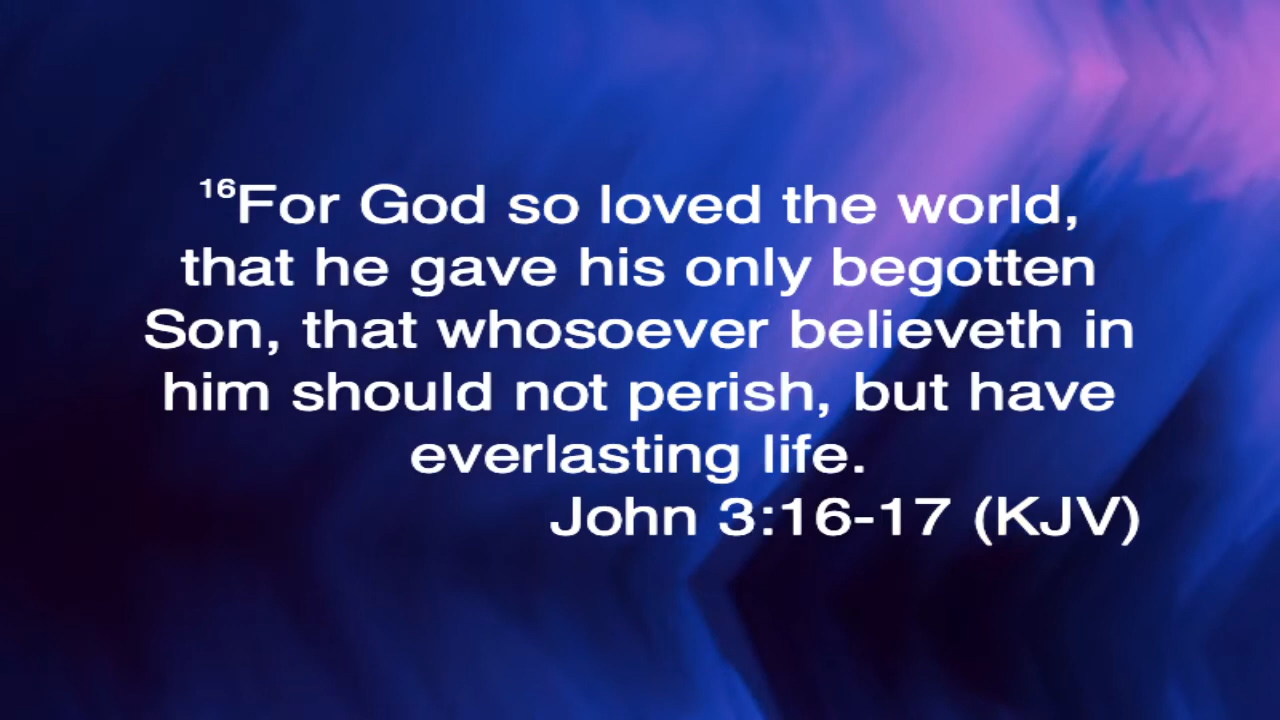 ¹⁶For God so loved the world,
that he gave his only begotten
Son, that whosoever believeth in
him should not perish, but have
everlasting life.
John 3:16-17 (KJV)